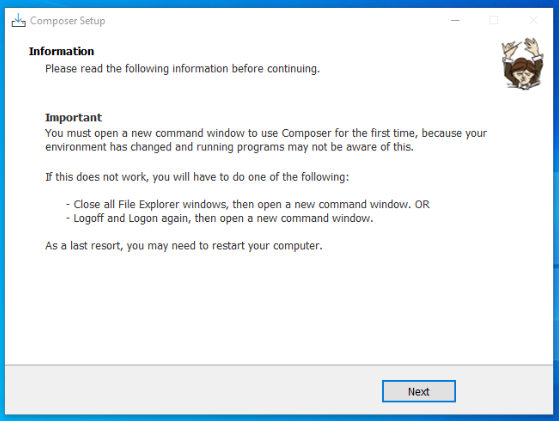 Composer Setup
Information
Please read the following information before continuing.
Important
You must open a new command window to use Composer for the first time, because your
environment has changed and running programs may not be aware of this.
If this does not work, you will have to do one of the following:
- Close all File Explorer windows, then open a new command window. OR
- Logoff and Logon again, then open a new command window.
As a last resort, you may need to restart your computer.
Next